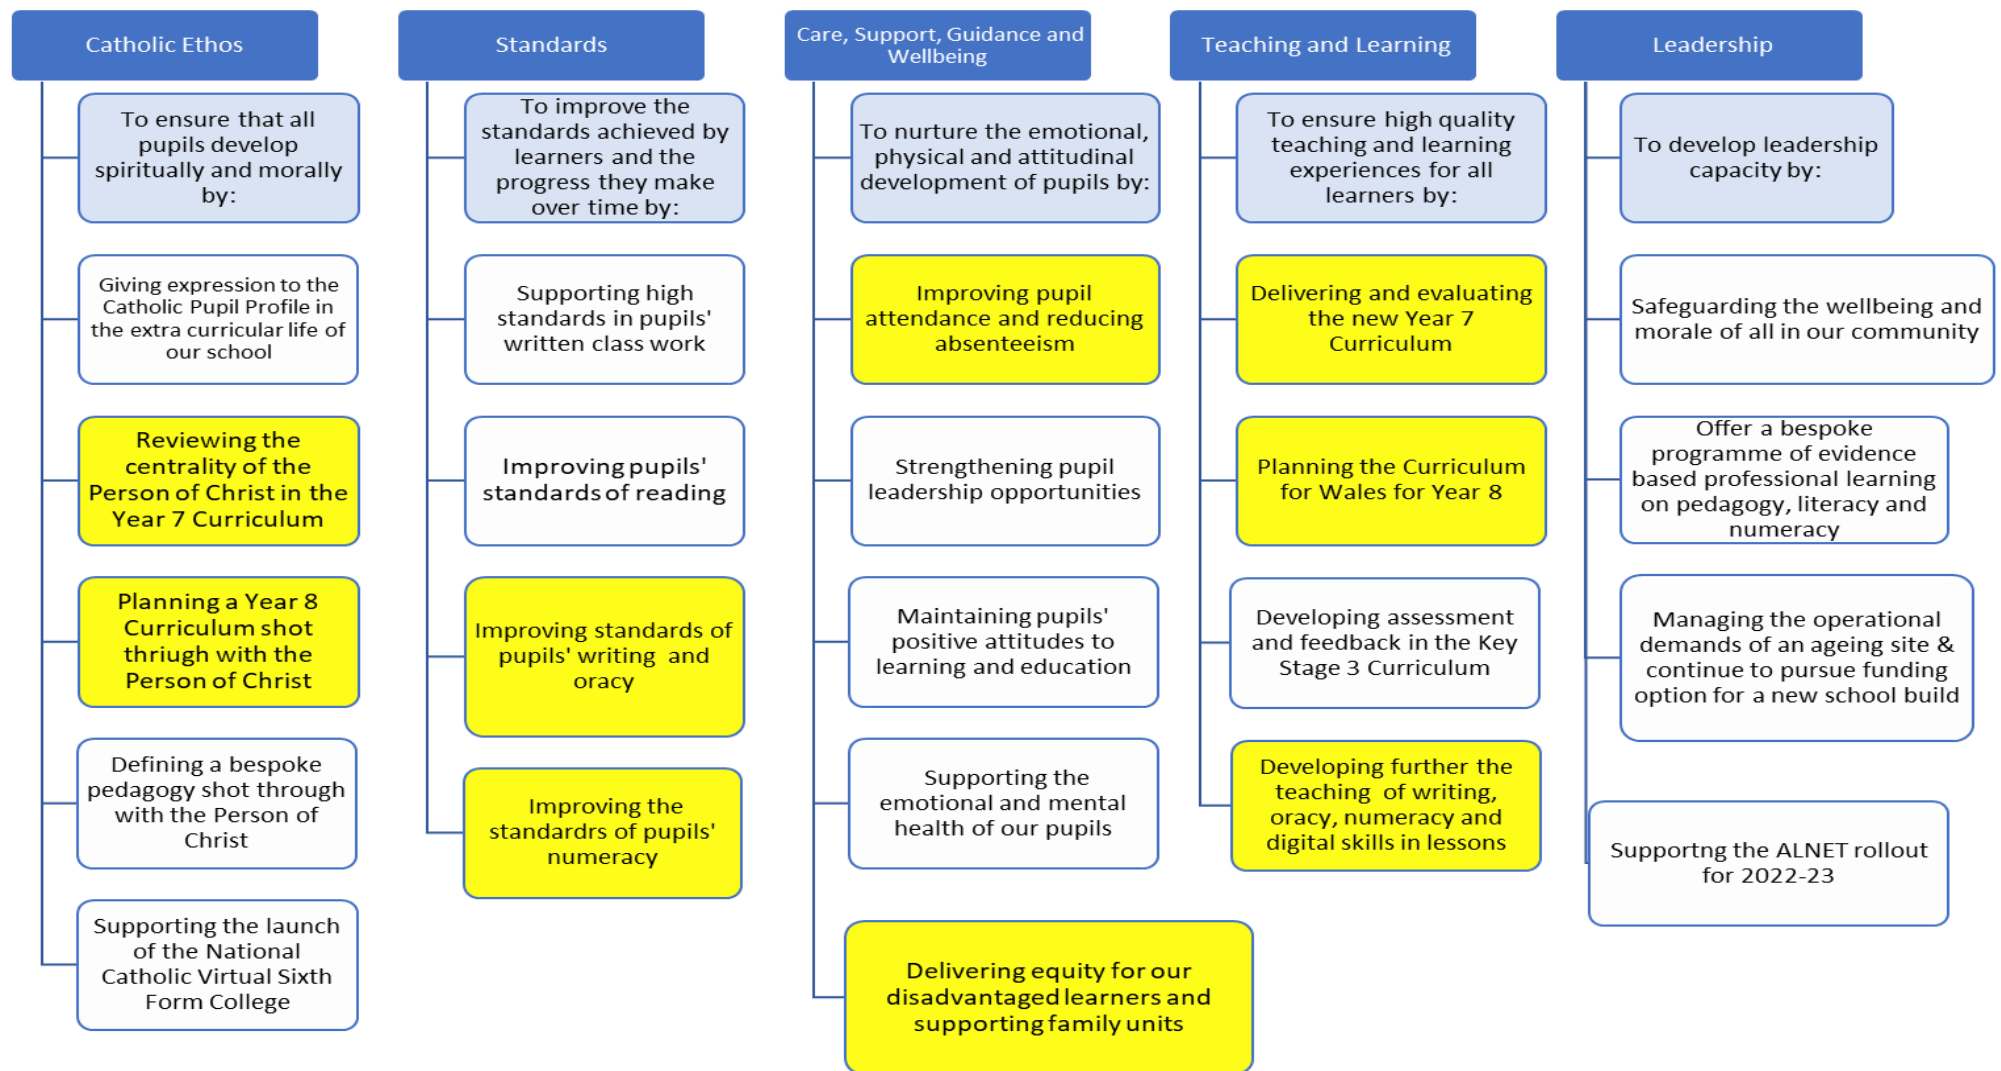 Catholic Ethos
To ensure that all
pupils develop
spiritually and morally
by:
Giving expression to the
Catholic Pupil Profile in
the extra curricular life of
our school
Reviewing the
centrality of the
Person of Christ in the
Year 7 Curriculum
Planning a Year 8
Curriculum shot
thriugh with the
Person of Christ
Defining a bespoke
pedagogy shot through
with the Person of
Christ
Supporting the launch
of the National
Catholic Virtual Sixth
Form College
Standards
To improve the
standards achieved by
learners and the
progress they make
over time by:
Supporting high
standards in pupils'
written class work
Improving pupils'
standards of reading
Improving standards of
pupils' writing and
oracy
Improving the
standardrs of pupils'
numeracy
Care, Support, Guidance and
Wellbeing
To nurture the emotional,
physical and attitudinal
development of pupils by:
Improving pupil
attendance and reducing
absenteeism
Strengthening pupil
leadership opportunities
Maintaining pupils'
positive attitudes to
learning and education
Supporting the
emotional and mental
health of our pupils
Delivering equity for our
disadvantaged learners and
supporting family units
Teaching and Learning
To ensure high quality
teaching and learning
experiences for all
learners by:
Delivering and evaluating
the new Year 7
Curriculum
Planning the Curriculum
for Wales for Year 8
Developing assessment
and feedback in the Key
Stage 3 Curriculum
Developing further the
teaching of writing,
oracy, numeracy and
digital skills in lessons
Leadership
To develop leadership
capacity by:
Safeguarding the wellbeing and
morale of all in our community
Offer a bespoke
programme of evidence
based professional learning
on pedagogy, literacy and
numeracy
Managing the operational
demands of an ageing site &
continue to pursue funding
option for a new school build
Supportng the ALNET rollout
for 2022-23